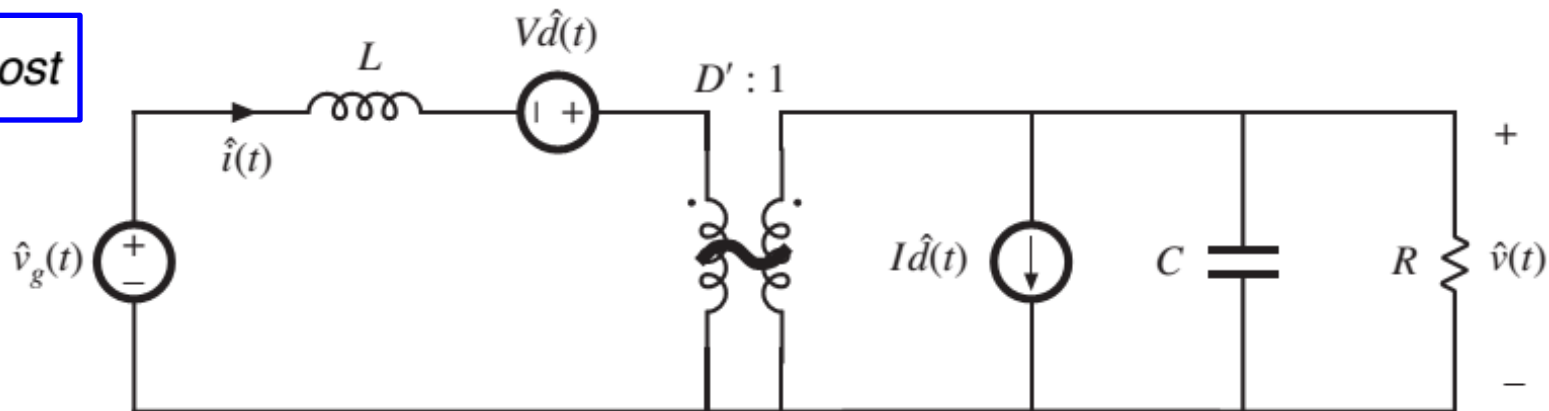 ost
L
Vd̂(t)
D′ : 1
î(t)
− +
+
−
v̂g(t)
Id̂(t)
C
R
+
v̂(t)
−